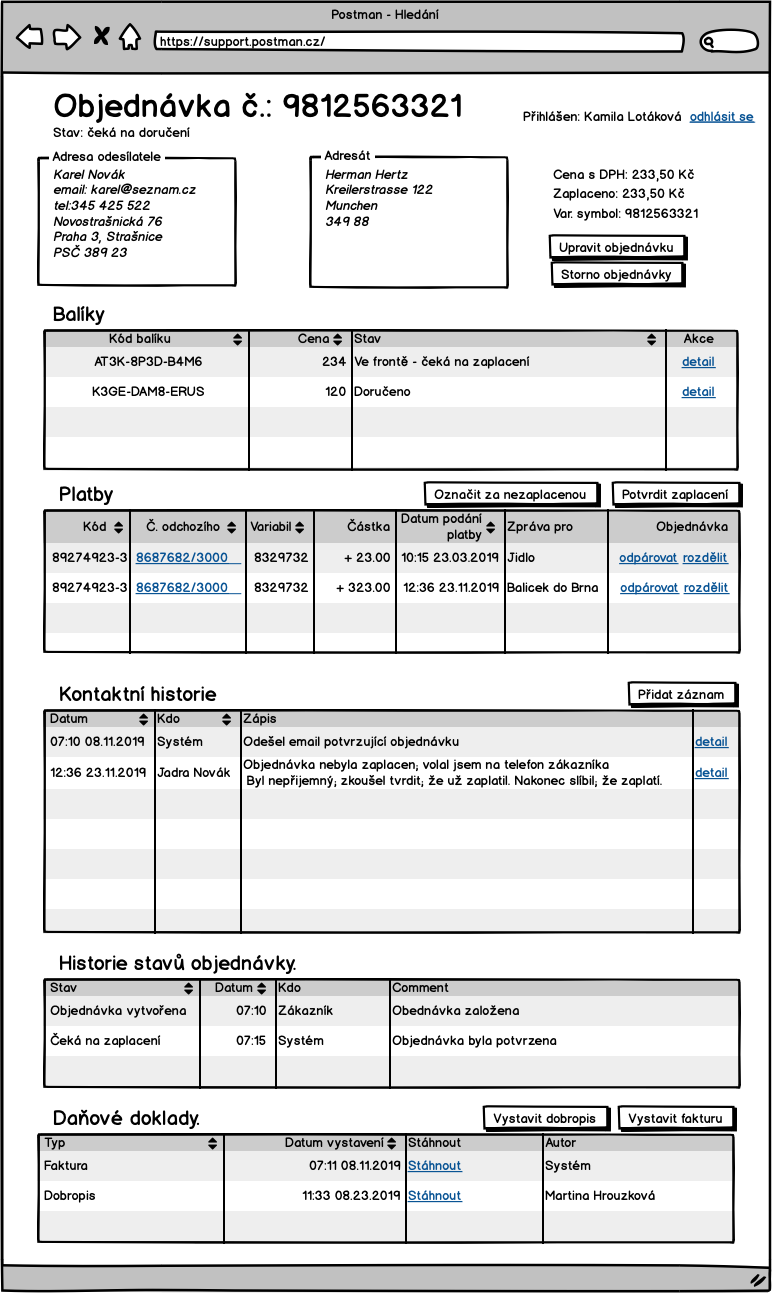 Postman - Hledání
https://support.postman.cz/
Objednávka č.: 9812563321
Přihlášen: Kamila Lotáková odhlásit se
Stav: čeká na doručení
Adresa odesílatele
Karel Novák
email: karel@seznam.cz
tel:345 425 522
Novostrašnická 76
Praha 3, Strašnice
PSČ 389 23
Adresát
Herman Hertz
Kreilerstrasse 122
Munchen
349 88
Cena s DPH: 233,50 Kč
Zaplaceno: 233,50 Kč
Var. symbol: 9812563321
Upravit objednávku
Storno objednávky
Balíky
Kód balíku Cena Stav Akce
AT3K-8P3D-B4M6 234 Ve frontě - čeká na zaplacení detail
K3GE-DAM8-ERUS 120 Doručeno detail
Platby
Označit za nezaplacenou Potvrdit zaplacení
Kód Č. odchozího Variabil Částka Datum podání platby Zpráva pro Objednávka
89274923-3 8687682/3000 8329732 + 23.00 10:15 23.03.2019 Jidlo odpárovat rozdělit
89274923-3 8687682/3000 8329732 + 323.00 12:36 23.11.2019 Balicek do Brna odpárovat rozdělit
Kontaktní historie
Přidat záznam
Datum Kdo Zápis
07:10 08.11.2019 Systém Odešel email potvrzující objednávku detail
12:36 23.11.2019 Jadra Novák Objednávka nebyla zaplacen; volal jsem na telefon zákazníka detail
Byl nepřijemný; zkoušel tvrdit; že už zaplatil. Nakonec slíbil; že zaplatí.
Historie stavů objednávky.
Stav Datum Kdo Comment
Objednávka vytvořena 07:10 Zákazník Obednávka založena
Čeká na zaplacení 07:15 Systém Objednávka byla potvrzena
Daňové doklady.
Vystavit dobropis Vystavit fakturu
Typ Datum vystavení Stáhnout Autor
Faktura 07:11 08.11.2019 Stáhnout Systém
Dobropis 11:33 08.23.2019 Stáhnout Martina Hrouzková